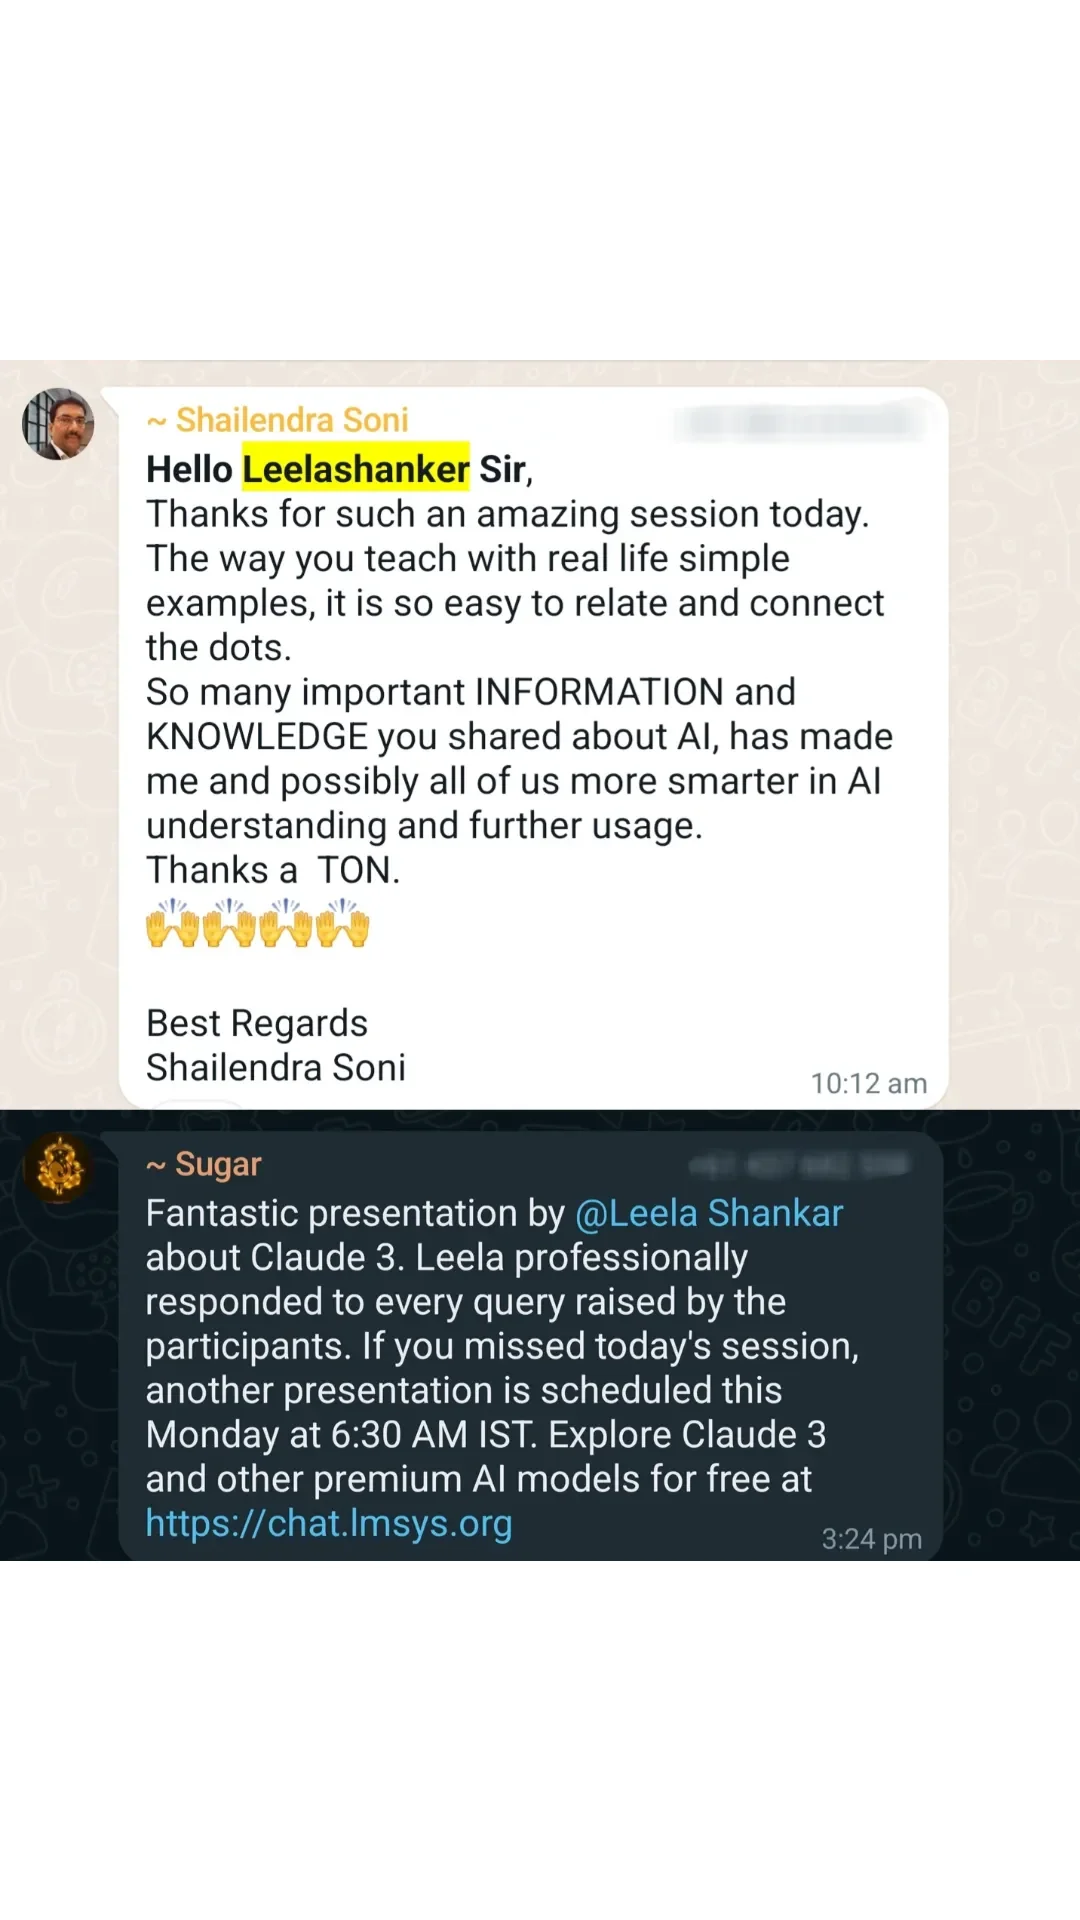 ~ Shailendra Soni
Hello Leelashanker Sir,
Thanks for such an amazing session today.
The way you teach with real life simple
examples, it is so easy to relate and connect
the dots.
So many important INFORMATION and
KNOWLEDGE you shared about AI, has made
me and possibly all of us more smarter in AI
understanding and further usage.
Thanks a  TON.
🙌🙌🙌🙌
Best Regards
Shailendra Soni
10:12 am
~ Sugar
Fantastic presentation by @Leela Shankar
about Claude 3. Leela professionally
responded to every query raised by the
participants. If you missed today's session,
another presentation is scheduled this
Monday at 6:30 AM IST. Explore Claude 3
and other premium AI models for free at
https://chat.lmsys.org
3:24 pm